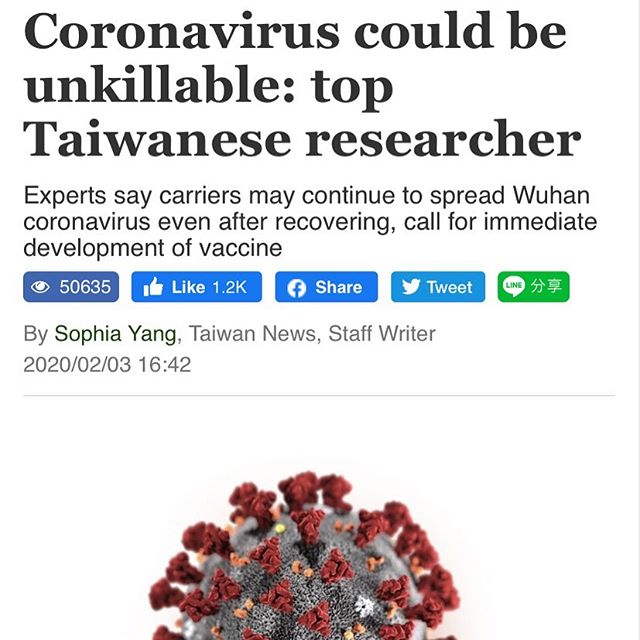 Coronavirus could be
unkillable: top
Taiwanese researcher
Experts say carriers may continue to spread Wuhan
coronavirus even after recovering, call for immediate
development of vaccine
50635 Like 1.2K Share Tweet LINE 分享
By Sophia Yang, Taiwan News, Staff Writer
2020/02/03 16:42